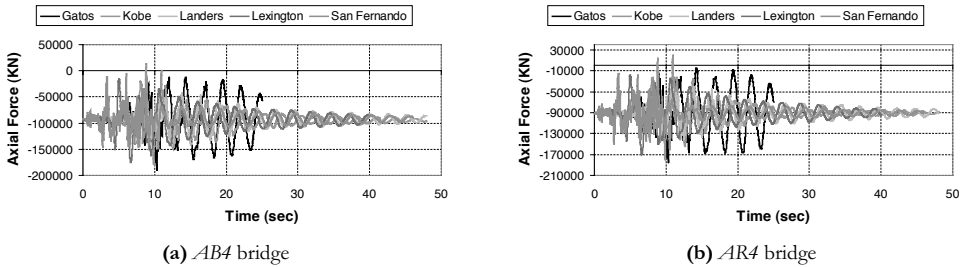 Gatos Kobe Landers Lexington San Fernando
Axial Force (KN)
50000
0
-50000
-100000
-150000
-200000
0 10 20 30 40 50
Time (sec)
(a) AB4 bridge
Gatos Kobe Landers Lexington San Fernando
Axial Force (KN)
30000
-10000
-50000
-90000
-130000
-170000
-210000
0 10 20 30 40 50
Time (sec)
(b) AR4 bridge